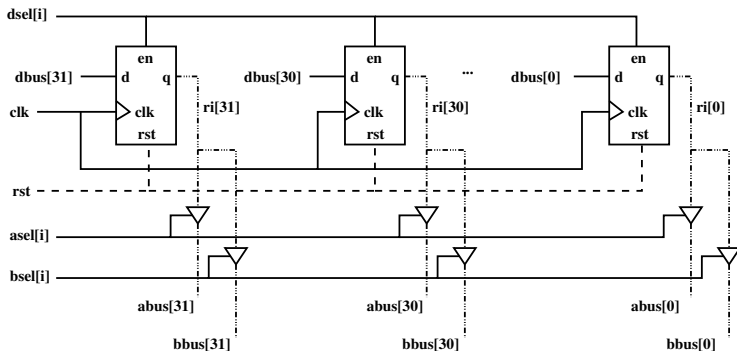 dsel[i]
en en en
dbus[31] d q dbus[30] d q ... dbus[0] d q
clk clk ri[31] clk ri[30] clk ri[0]
rst rst rst
rst
asel[i]
bsel[i]
abus[31] abus[30] abus[0]
bbus[31] bbus[30] bbus[0]